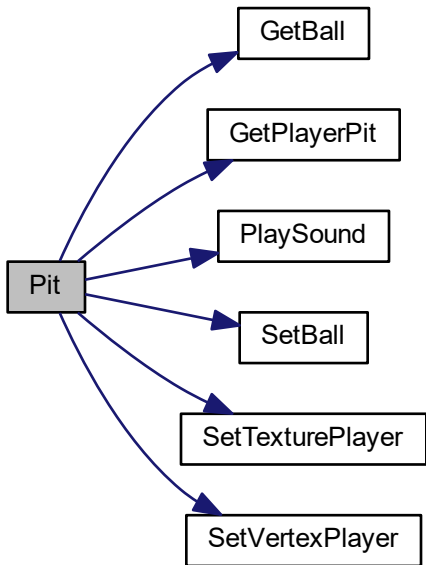 GetBall
GetPlayerPit
PlaySound
Pit
SetBall
SetTexturePlayer
SetVertexPlayer